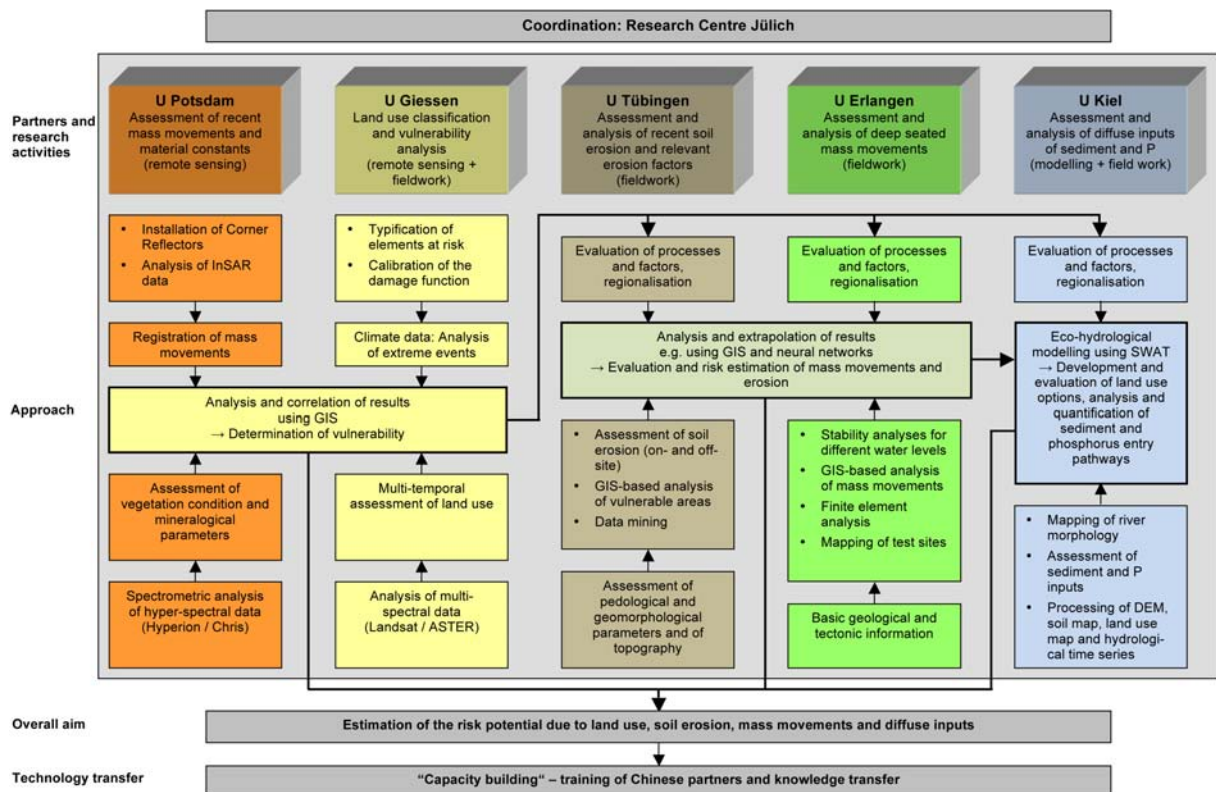 Coordination: Research Centre Jülich
Partners and
research
activities
U Potsdam
Assessment of recent
mass movements and
material constants
(remote sensing)
U Giessen
Land use classification
and vulnerability
analysis
(remote sensing +
fieldwork)
U Tübingen
Assessment and
analysis of recent soil
erosion and relevant
erosion factors
(fieldwork)
U Erlangen
Assessment and
analysis of deep seated
mass movements
(fieldwork)
U Kiel
Assessment and
analysis of diffuse inputs
of sediment and P
(modelling + field work)
• Installation of Corner
Reflectors
• Analysis of InSAR
data
• Typification of
elements at risk
• Calibration of the
damage function
Evaluation of processes
and factors,
regionalisation
Evaluation of processes
and factors,
regionalisation
Evaluation of processes
and factors,
regionalisation
Registration of mass
movements
Climate data: Analysis
of extreme events
Analysis and extrapolation of results
e.g. using GIS and neural networks
→ Evaluation and risk estimation of mass movements and
erosion
Eco-hydrological
modelling using SWAT
→ Development and
evaluation of land use
options, analysis and
quantification of
sediment and
phosphorus entry
pathways
Approach
Analysis and correlation of results
using GIS
→ Determination of vulnerability
Assessment of
vegetation condition and
mineralogical
parameters
Multi-temporal
assessment of land use
• Assessment of soil
erosion (on- and off-
site)
• GIS-based analysis
of vulnerable areas
• Data mining
• Stability analyses for
different water levels
• GIS-based analysis
of mass movements
• Finite element
analysis
• Mapping of test sites
• Mapping of river
morphology
• Assessment of
sediment and P
inputs
• Processing of DEM,
soil map, land use
map and hydrologi-
cal time series
Spectrometric analysis
of hyper-spectral data
(Hyperion / Chris)
Analysis of multi-
spectral data
(Landsat / ASTER)
Assessment of
pedological and
geomorphological
parameters and of
topography
Basic geological and
tectonic information
Overall aim
Estimation of the risk potential due to land use, soil erosion, mass movements and diffuse inputs
Technology transfer
“Capacity building“ – training of Chinese partners and knowledge transfer